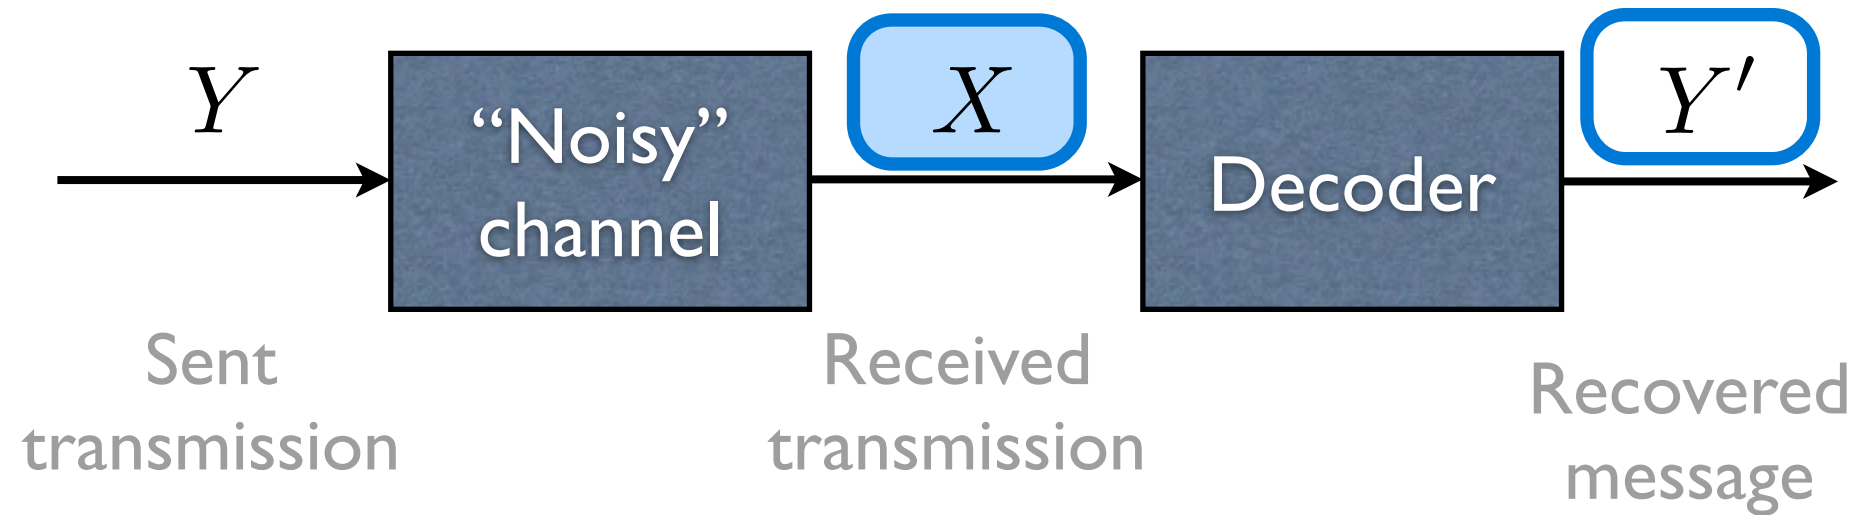 Y
“Noisy”
channel
X
Decoder
Y′
Sent
transmission
Received
transmission
Recovered
message